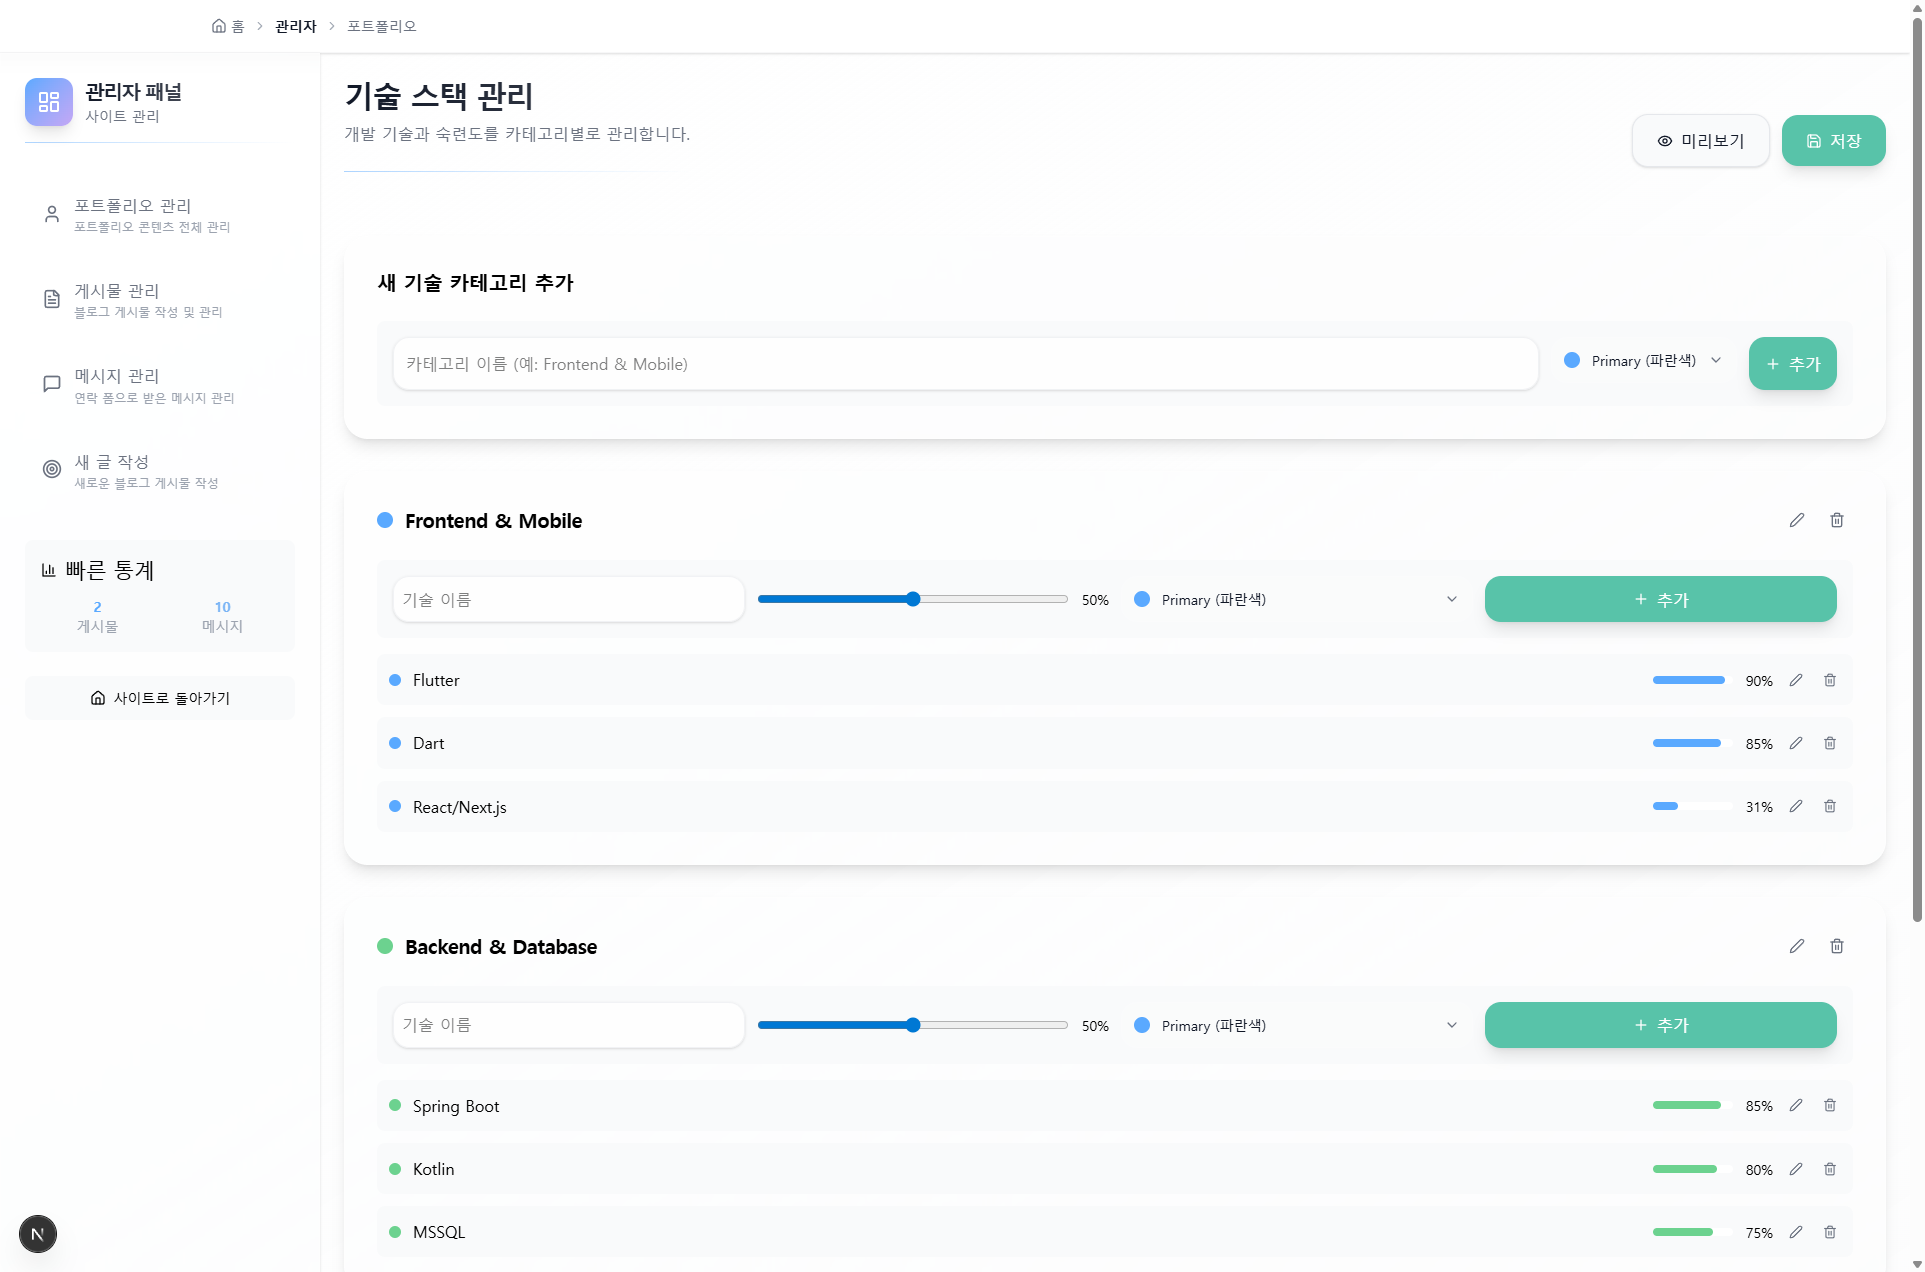 홈 > 관리자 > 포트폴리오
관리자 패널
사이트 관리
포트폴리오 관리
포트폴리오 콘텐츠 전체 관리
게시물 관리
블로그 게시물 작성 및 관리
메시지 관리
연락 폼으로 받은 메시지 관리
새 글 작성
새로운 블로그 게시물 작성
빠른 통계
2 10
게시물 메시지
사이트로 돌아가기
N
기술 스택 관리
개발 기술과 숙련도를 카테고리별로 관리합니다.
미리보기 저장
새 기술 카테고리 추가
카테고리 이름 (예: Frontend & Mobile) Primary (파란색) + 추가
Frontend & Mobile
기술 이름 50% Primary (파란색) + 추가
Flutter 90%
Dart 85%
React/Next.js 31%
Backend & Database
기술 이름 50% Primary (파란색) + 추가
Spring Boot 85%
Kotlin 80%
MSSQL 75%